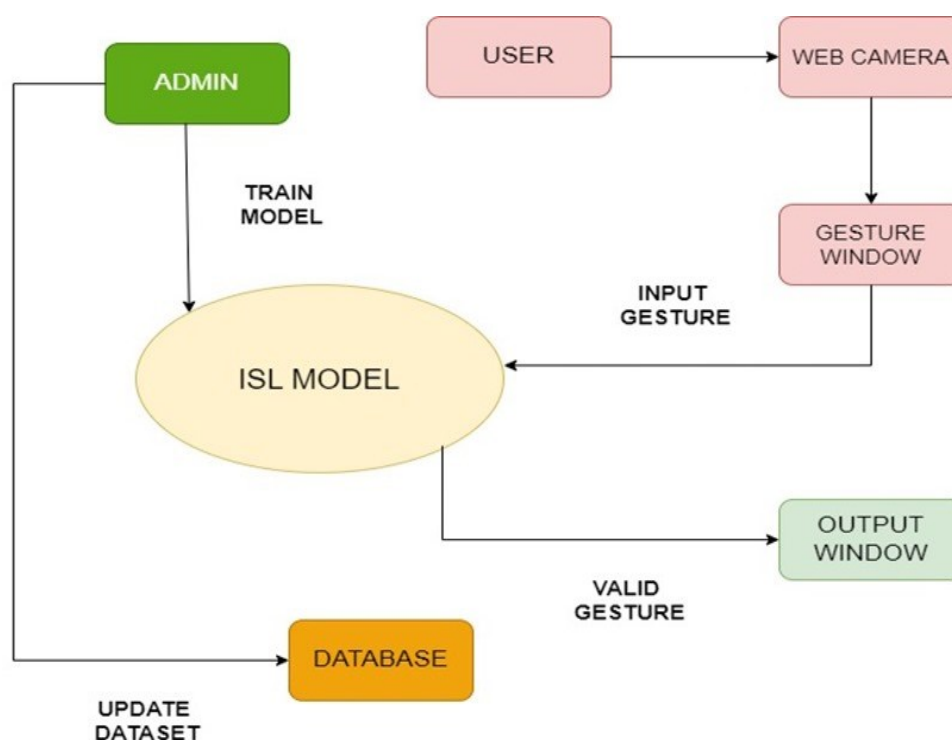 USER
WEB CAMERA
ADMIN
TRAIN
MODEL
GESTURE
WINDOW
INPUT
GESTURE
ISL MODEL
OUTPUT
WINDOW
VALID
GESTURE
DATABASE
UPDATE
DATASET